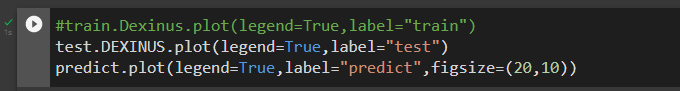 #train.Dexinus.plot(legend=True,label="train")
test.DEXINUS.plot(legend=True,label="test")
predict.plot(legend=True,label="predict",figsize=(20,10))
1s